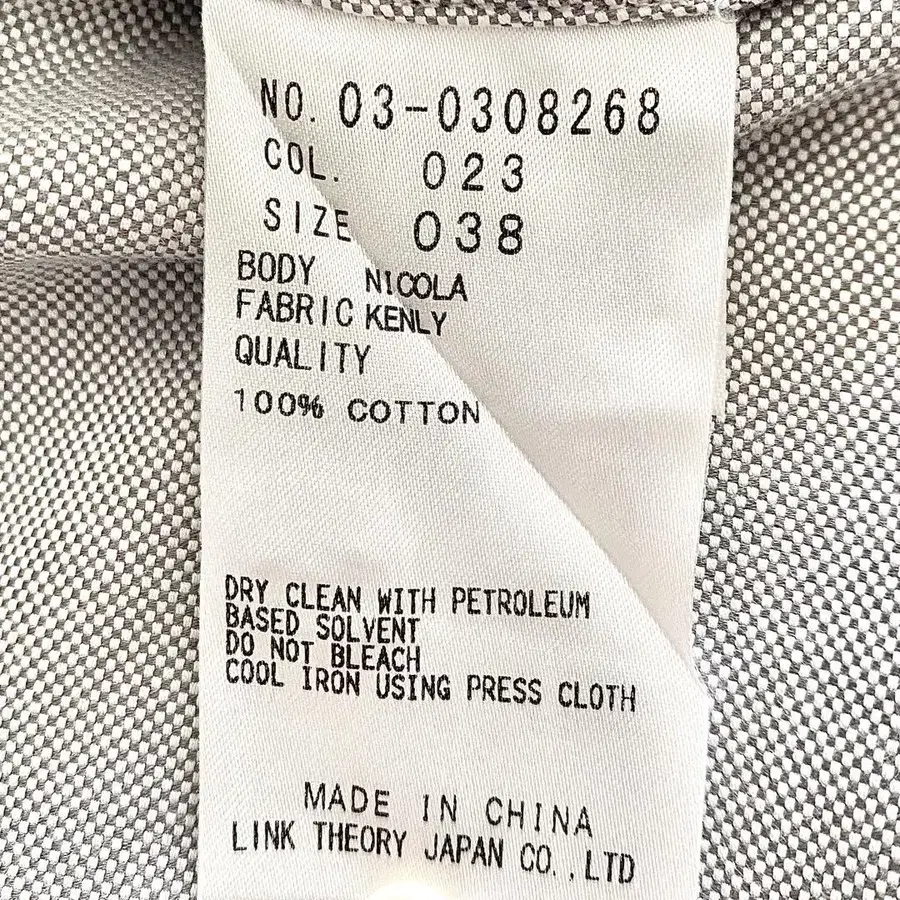 NO. 03-0308268
COL. 023
SIZE 038
BODY NICOLA
FABRIC KENLY
QUALITY
100% COTTON
DRY CLEAN WITH PETROLEUM
BASED SOLVENT
DO NOT BLEACH
COOL IRON USING PRESS CLOTH
MADE IN CHINA
LINK THEORY JAPAN CO.,LTD